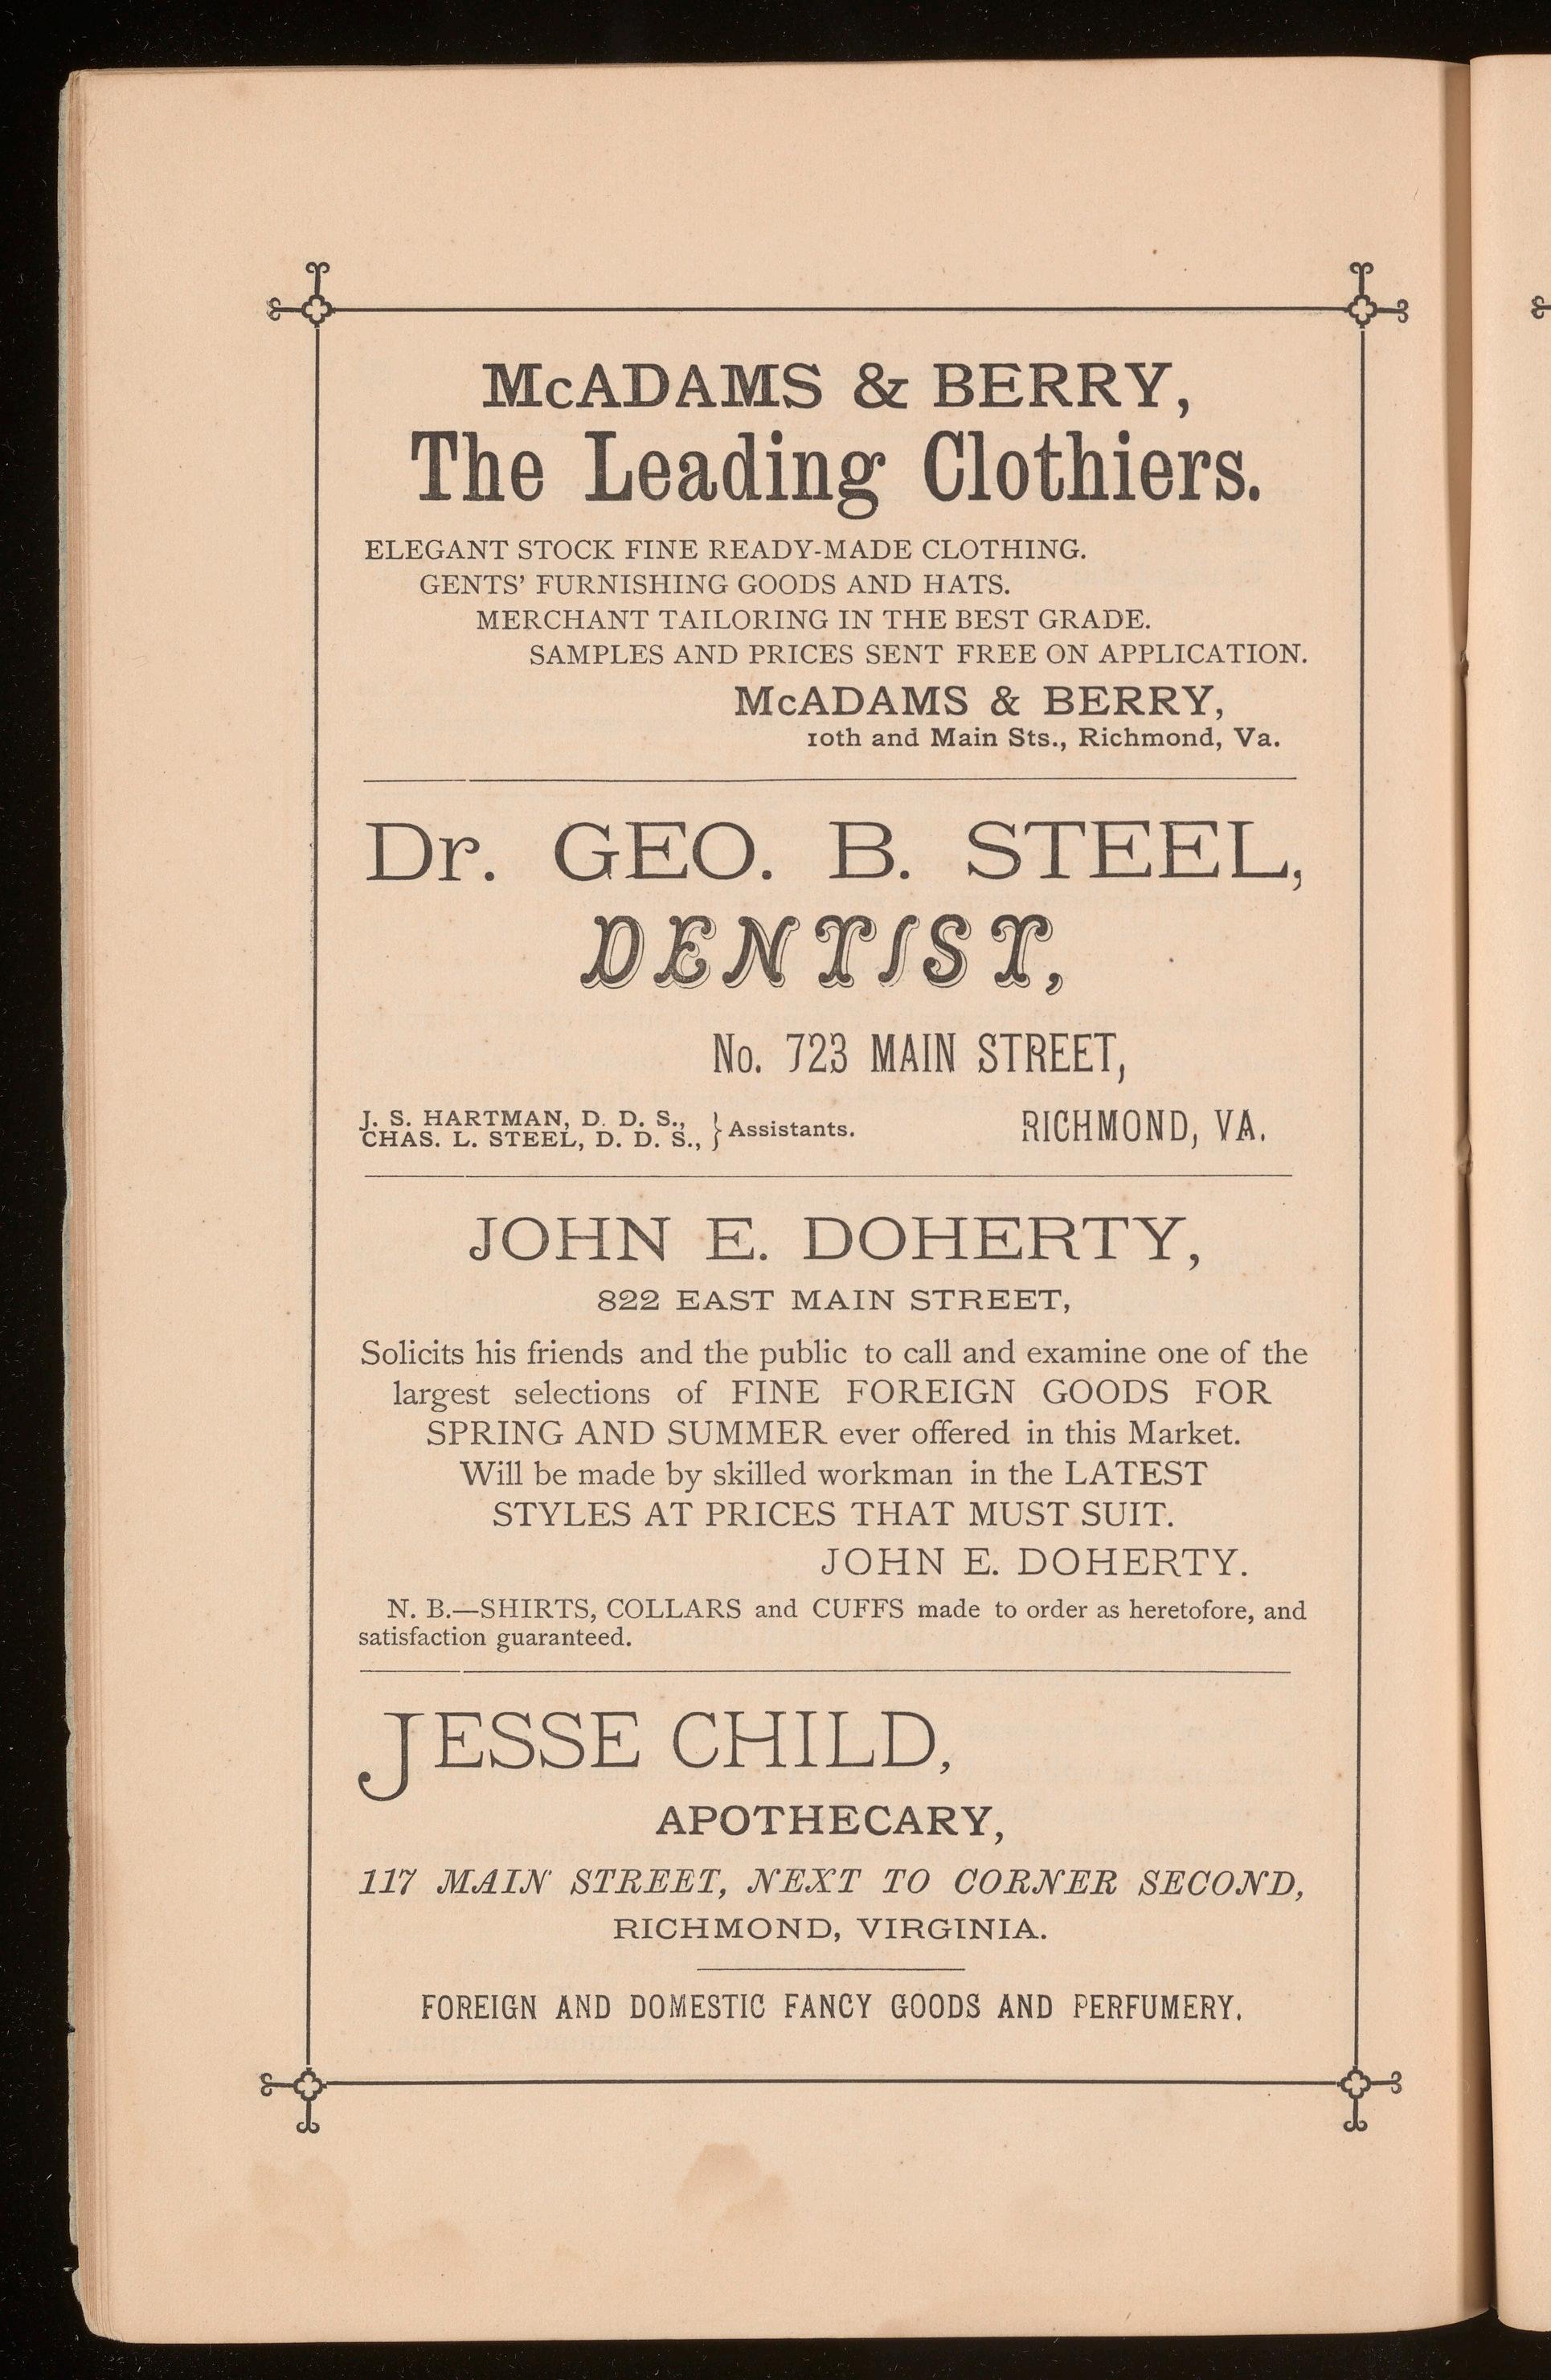 McADAMS & BERRY,
The Leading Clothiers.
ELEGANT STOCK FINE READY-MADE CLOTHING.
GENTS’ FURNISHING GOODS AND HATS.
MERCHANT TAILORING IN THE BEST GRADE.
SAMPLES AND PRICES SENT FREE ON APPLICATION.
McADAMS & BERRY,
10th and Main Sts., Richmond, Va.
Dr. GEO. B. STEEL,
DENTIST,
No. 723 MAIN STREET,
J. S. HARTMAN, D. D. S.,
CHAS. L. STEEL, D. D. S., } Assistants.
RICHMOND, VA.
JOHN E. DOHERTY,
822 EAST MAIN STREET,
Solicits his friends and the public to call and examine one of the
largest selections of FINE FOREIGN GOODS FOR
SPRING AND SUMMER ever offered in this Market.
Will be made by skilled workman in the LATEST
STYLES AT PRICES THAT MUST SUIT.
JOHN E. DOHERTY.
N. B.—SHIRTS, COLLARS and CUFFS made to order as heretofore, and
satisfaction guaranteed.
JESSE CHILD,
APOTHECARY,
117 MAIN STREET, NEXT TO CORNER SECOND,
RICHMOND, VIRGINIA.
FOREIGN AND DOMESTIC FANCY GOODS AND PERFUMERY.